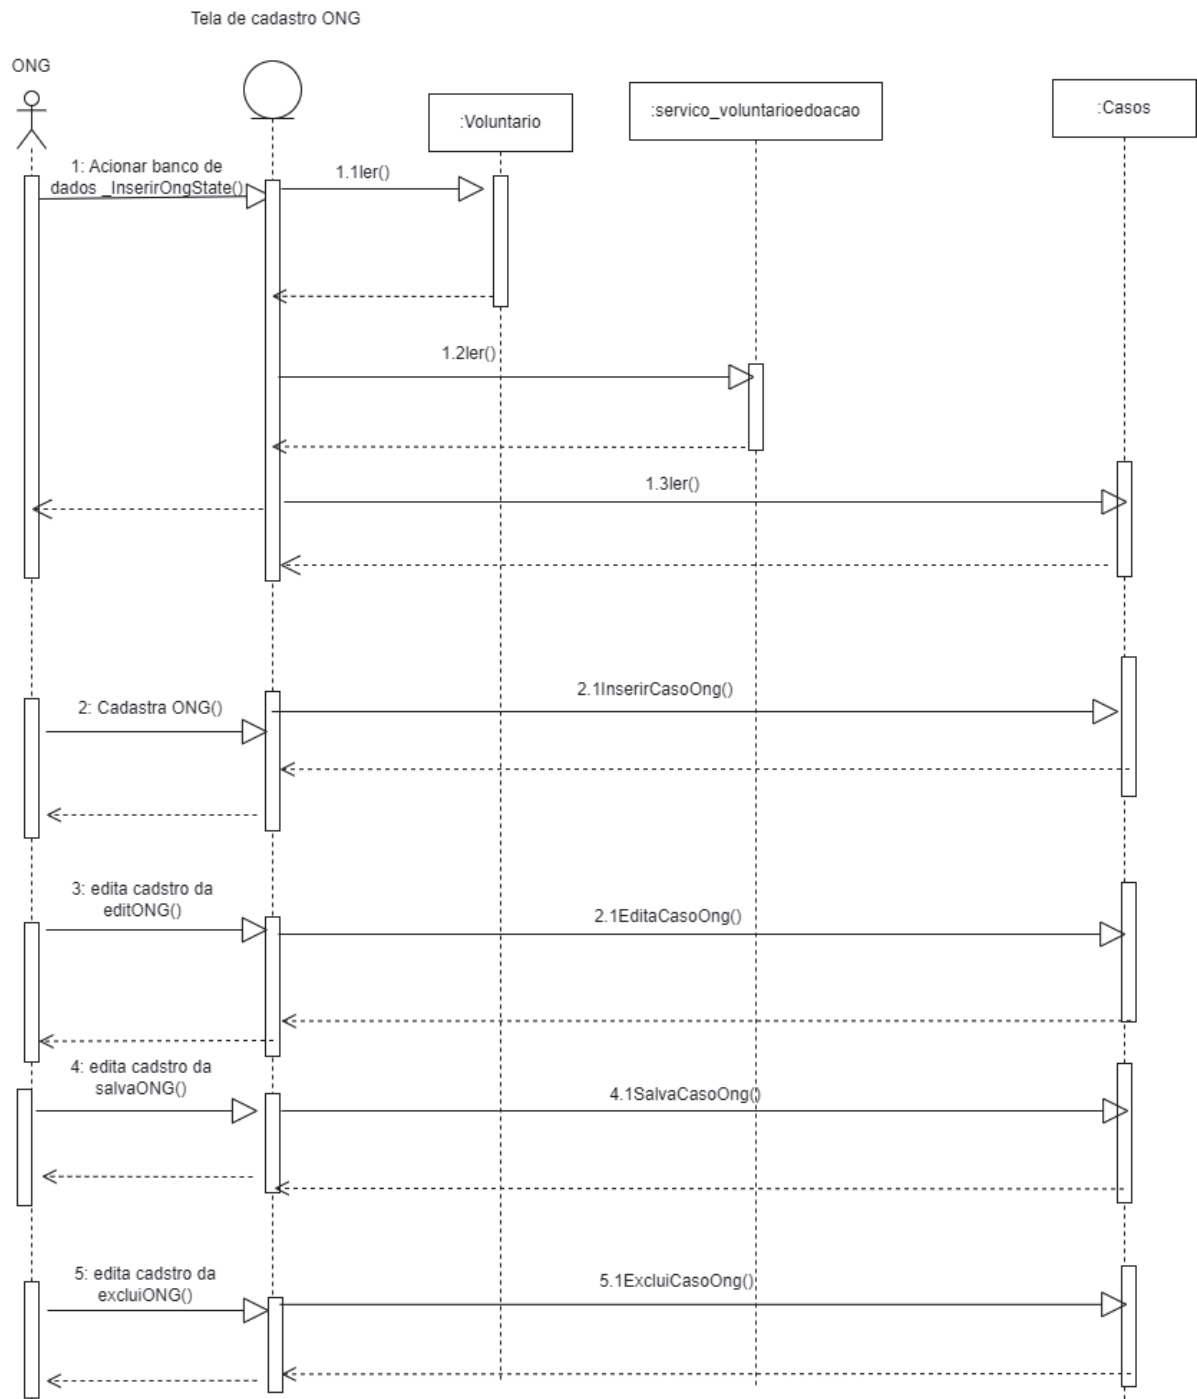 Tela de cadastro ONG
ONG
:Voluntario
:servico_voluntarioedoacao
:Casos
1: Acionar banco de
dados _InserirOngState()
1.1ler()
1.2ler()
1.3ler()
2: Cadastra ONG()
2.1InserirCasoOng()
3: edita cadstro da
editONG()
2.1EditaCasoOng()
4: edita cadstro da
salvaONG()
4.1SalvaCasoOng()
5: edita cadstro da
excluiONG()
5.1ExcluiCasoOng()